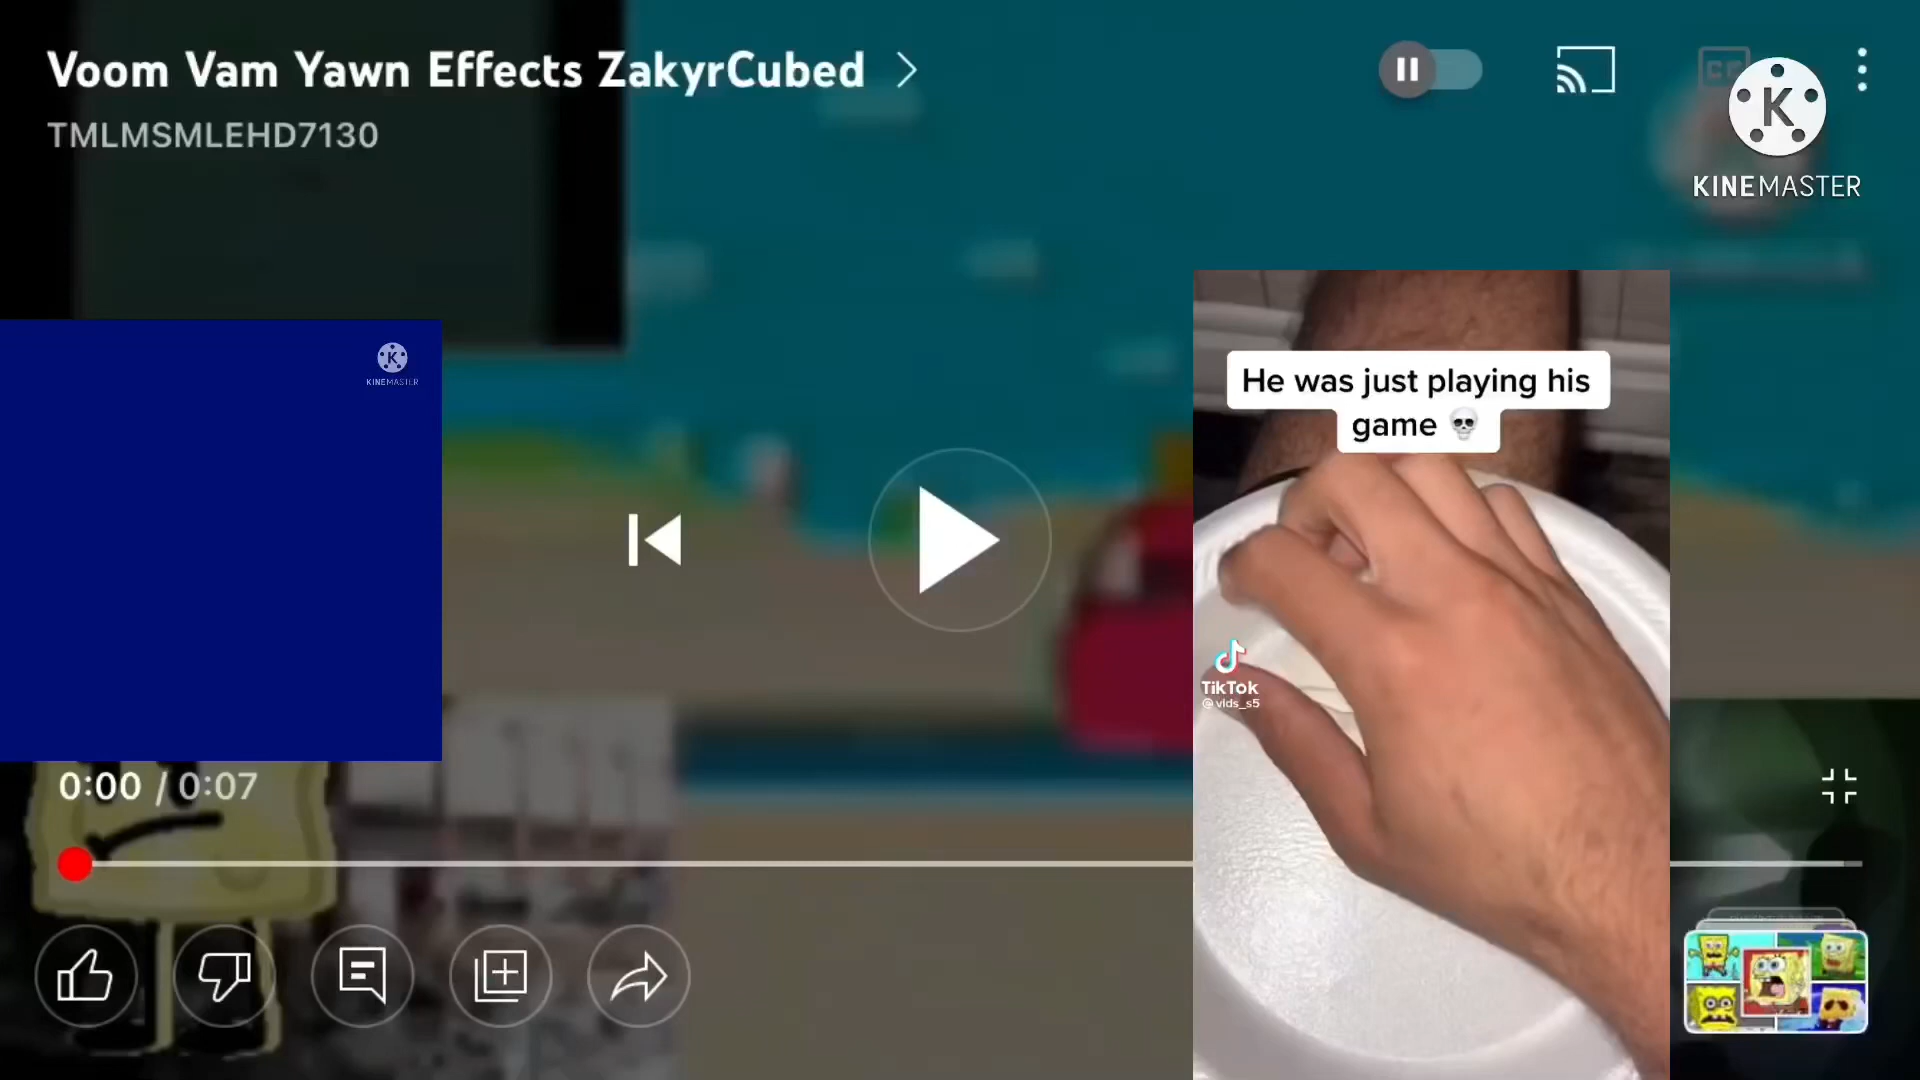 Voom Vam Yawn Effects ZakyrCubed
TMLMSMLEHD7130
CC
K
KINEMASTER
K
KINEMASTER
He was just playing his
game
TikTok
@vids_s5
0:00 / 0:07